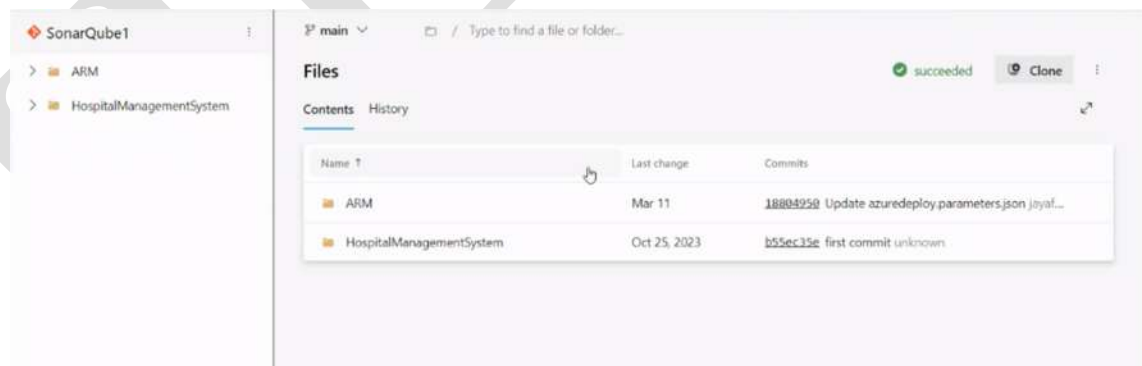 SonarQube1
ARM
HospitalManagementSystem
main
/ Type to find a file or folder...
Files
succeeded
Clone
Contents History
Name ↑ Last change Commits
ARM Mar 11 18804950 Update azuredeploy.parameters.json jayaf...
HospitalManagementSystem Oct 25, 2023 b55ec35e first commit unknown